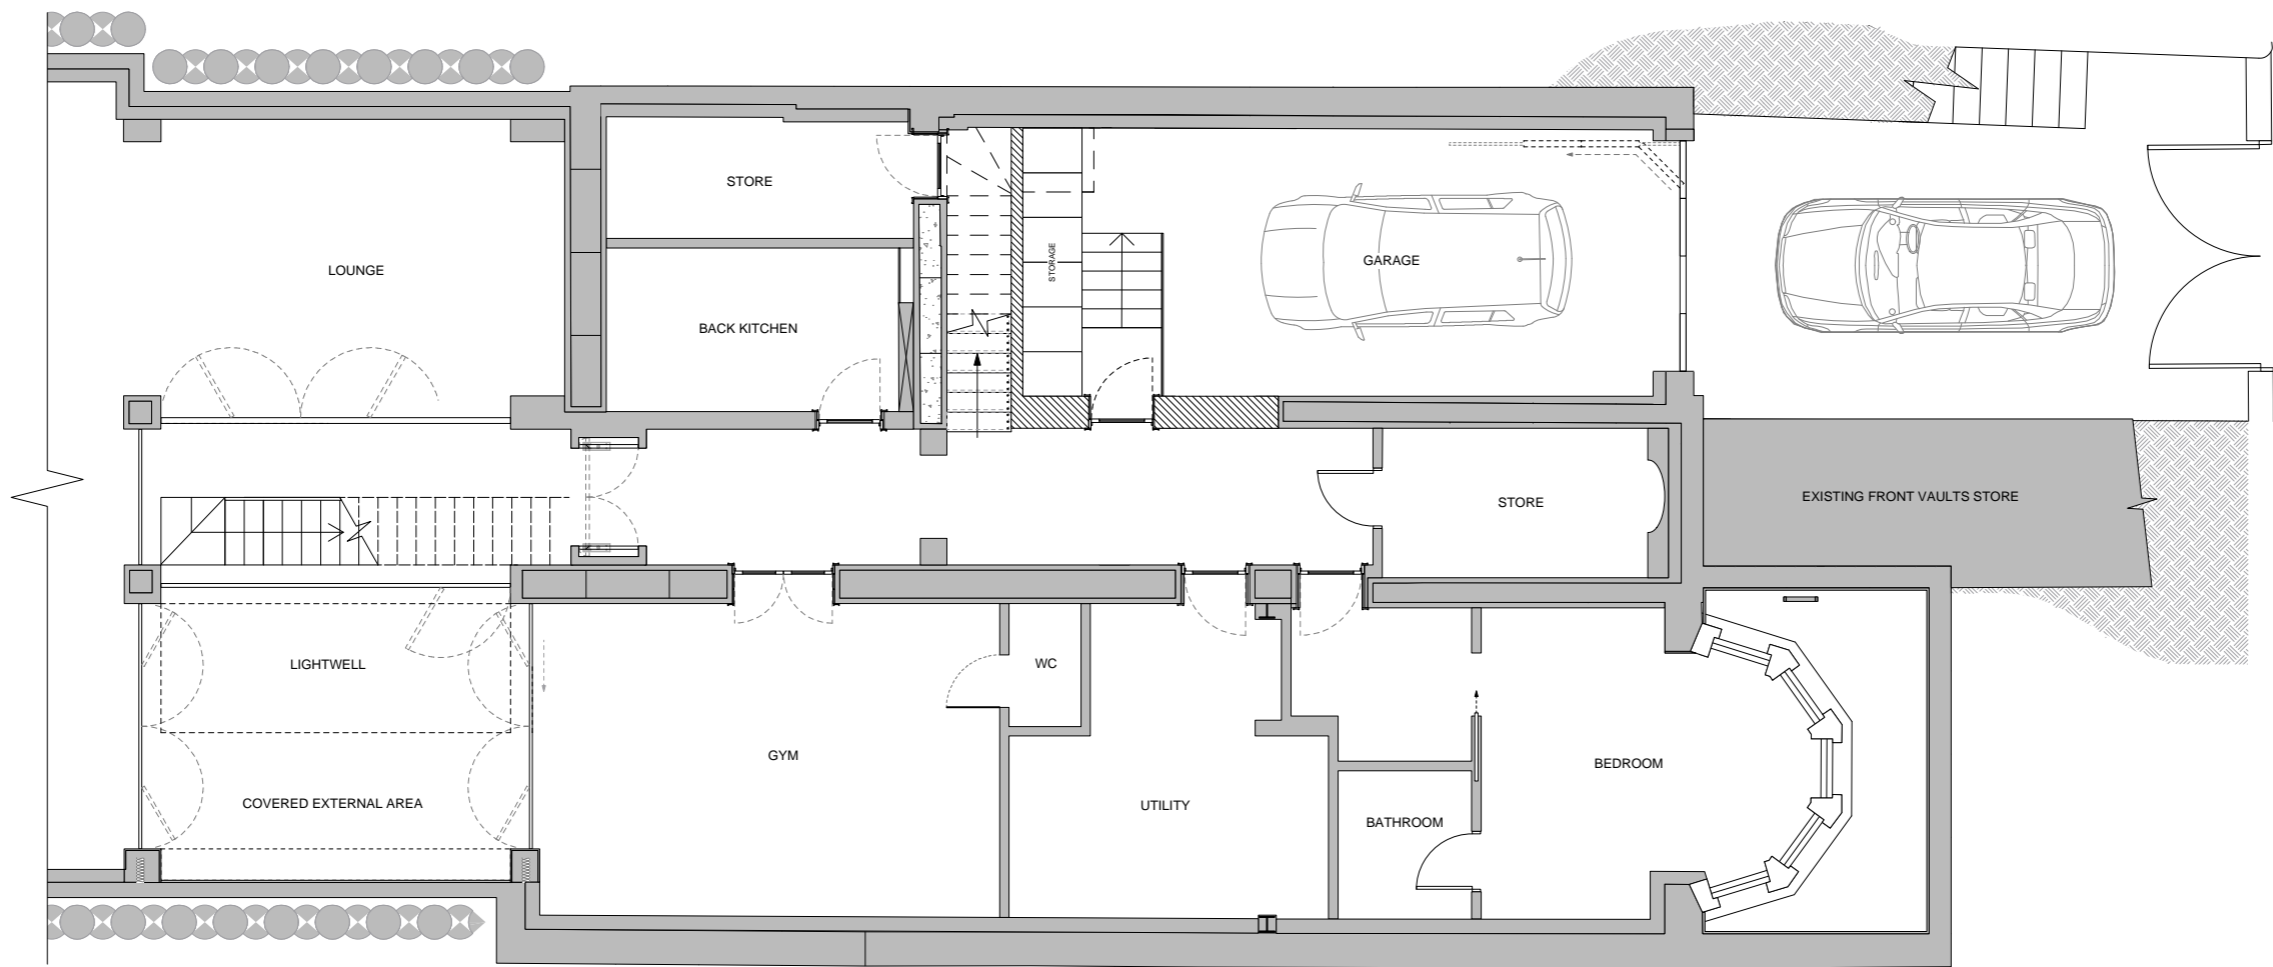 STORE
LOUNGE
BACK KITCHEN
STORAGE
GARAGE
STORE
EXISTING FRONT VAULTS STORE
LIGHTWELL
WC
GYM
BEDROOM
COVERED EXTERNAL AREA
UTILITY
BATHROOM